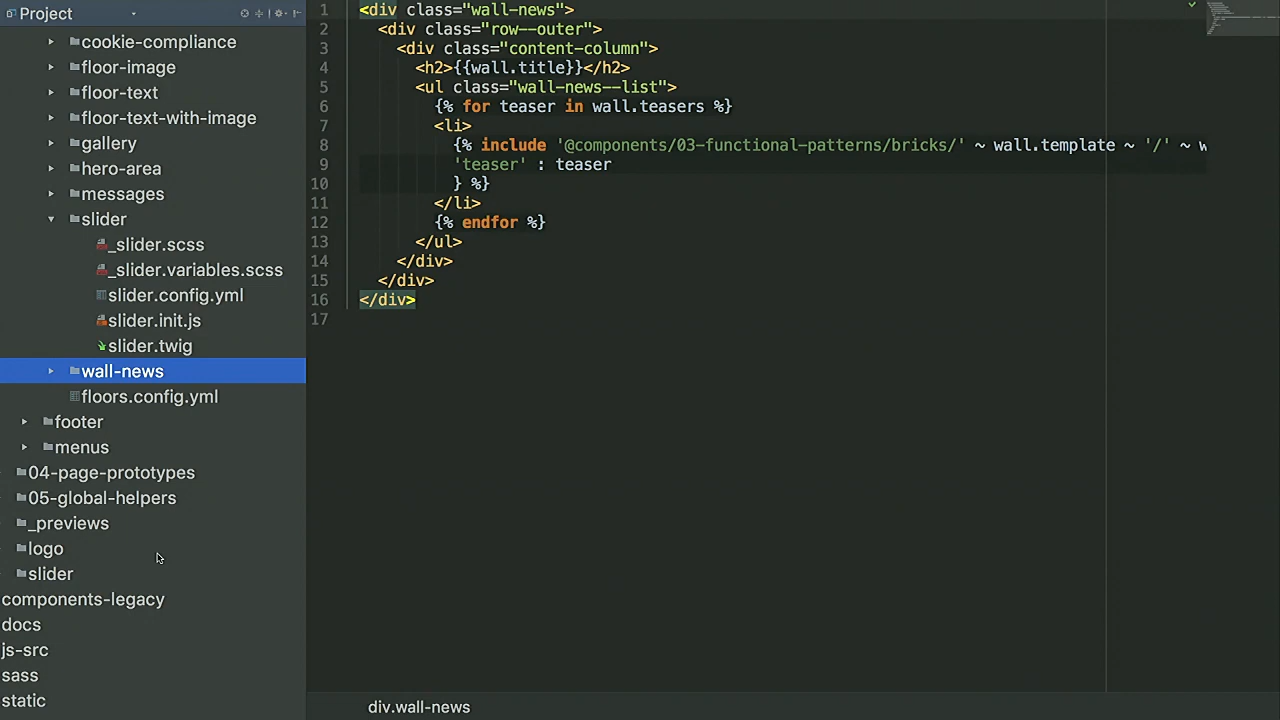 Project
cookie-compliance
floor-image
floor-text
floor-text-with-image
gallery
hero-area
messages
slider
_slider.scss
_slider.variables.scss
slider.config.yml
slider.init.js
slider.twig
wall-news
floors.config.yml
footer
menus
04-page-prototypes
05-global-helpers
_previews
logo
slider
components-legacy
docs
js-src
sass
static
1 <div class="wall-news">
2 <div class="row--outer">
3 <div class="content-column">
4 <h2>{{wall.title}}</h2>
5 <ul class="wall-news--list">
6 {% for teaser in wall.teasers %}
7 <li>
8 {% include '@components/03-functional-patterns/bricks/' ~ wall.template ~ '/' ~ w
9 'teaser' : teaser
10 } %}
11 </li>
12 {% endfor %}
13 </ul>
14 </div>
15 </div>
16 </div>
17
div.wall-news